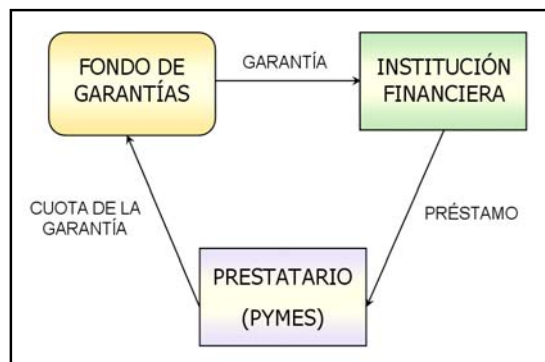 FONDO DE
GARANTÍAS
GARANTÍA
INSTITUCIÓN
FINANCIERA
CUOTA DE LA
GARANTÍA
PRÉSTAMO
PRESTATARIO
(PYMES)